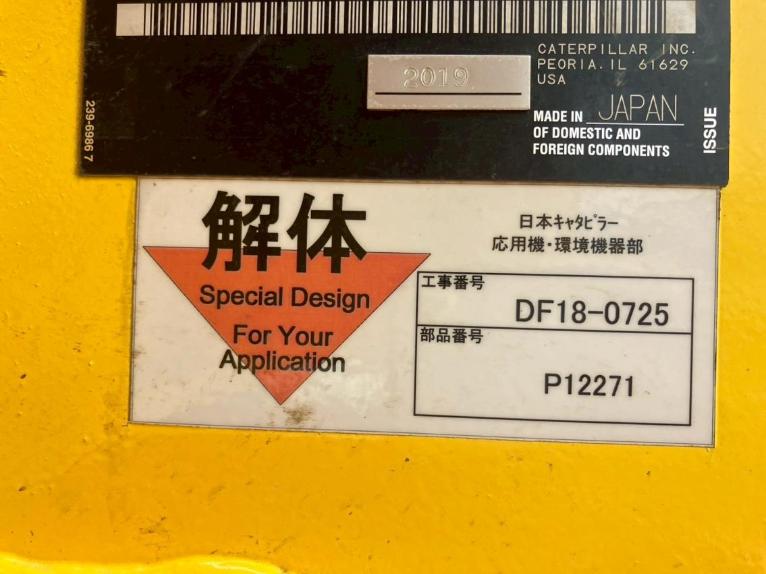 CATERPILLAR INC.
PEORIA. IL 61629
USA
2019
MADE IN JAPAN
OF DOMESTIC AND
FOREIGN COMPONENTS
ISSUE
239-6986 7
解体
Special Design
For Your
Application
日本ｷｬﾀﾋﾟﾗー
応用機・環境機器部
工事番号
DF18-0725
部品番号
P12271